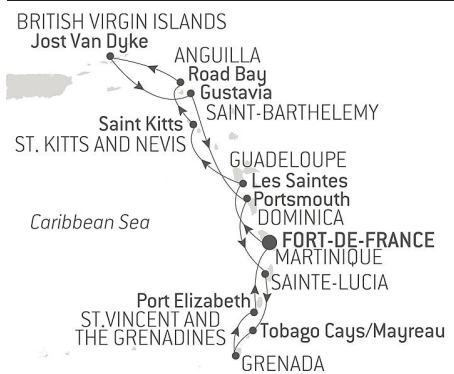 BRITISH VIRGIN ISLANDS
Jost Van Dyke
ANGUILLA
Road Bay
Gustavia
SAINT-BARTHELEMY
Saint Kitts
ST. KITTS AND NEVIS
GUADELOUPE
Les Saintes
Portsmouth
DOMINICA
Caribbean Sea
FORT-DE-FRANCE
MARTINIQUE
SAINTE-LUCIA
Port Elizabeth
ST.VINCENT AND
THE GRENADINES
Tobago Cays/Mayreau
GRENADA